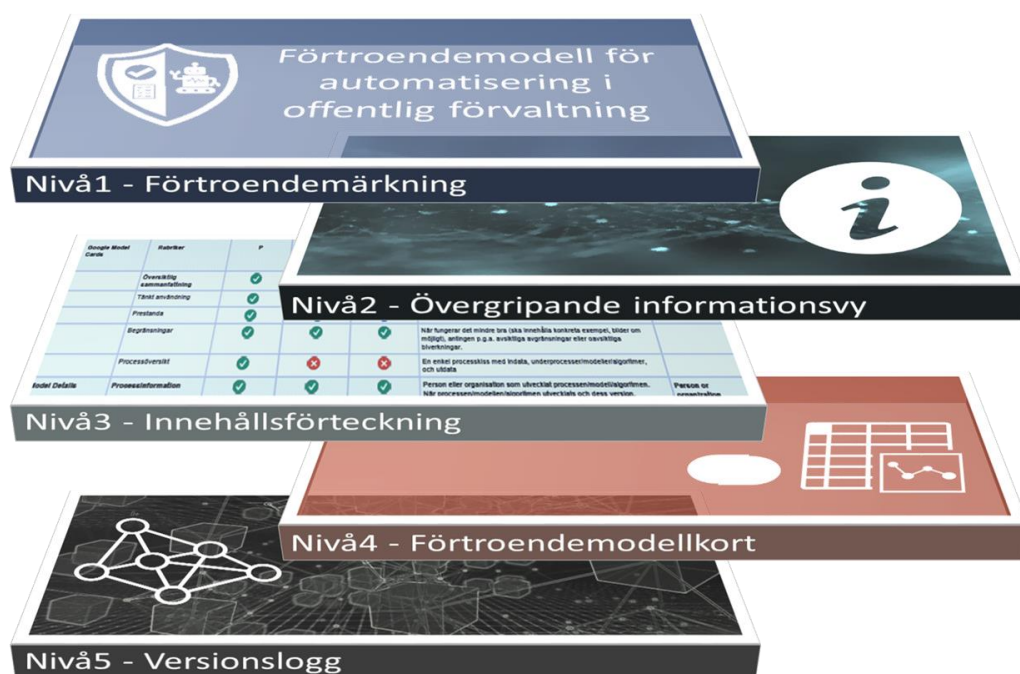 Förtroendemodell för
automatisering i
offentlig förvaltning
Nivå1 - Förtroendemärkning
Nivå2 - Övergripande informationsvy
Google Model
Cards
Rubriker
P
Översiktlig
sammanfattning
Tänkt användning
Prestanda
Begränsningar
När fungerar det mindre bra (ska innehålla konkreta exempel, bilder om
möjligt), antingen p.g.a. avsiktliga avgränsningar eller oavsiktliga
biverkningar.
Processöversikt
En enkel processkiss med indata, underprocesser/modeller/algoritmer,
och utdata
Model Details
Processinformation
Person eller organisation som utvecklat processen/modell/algoritmen.
När processen/modellen/algoritmen utvecklats och dess version.
Person or
organisation
Nivå3 - Innehållsförteckning
Nivå4 - Förtroendemodellkort
Nivå5 - Versionslogg